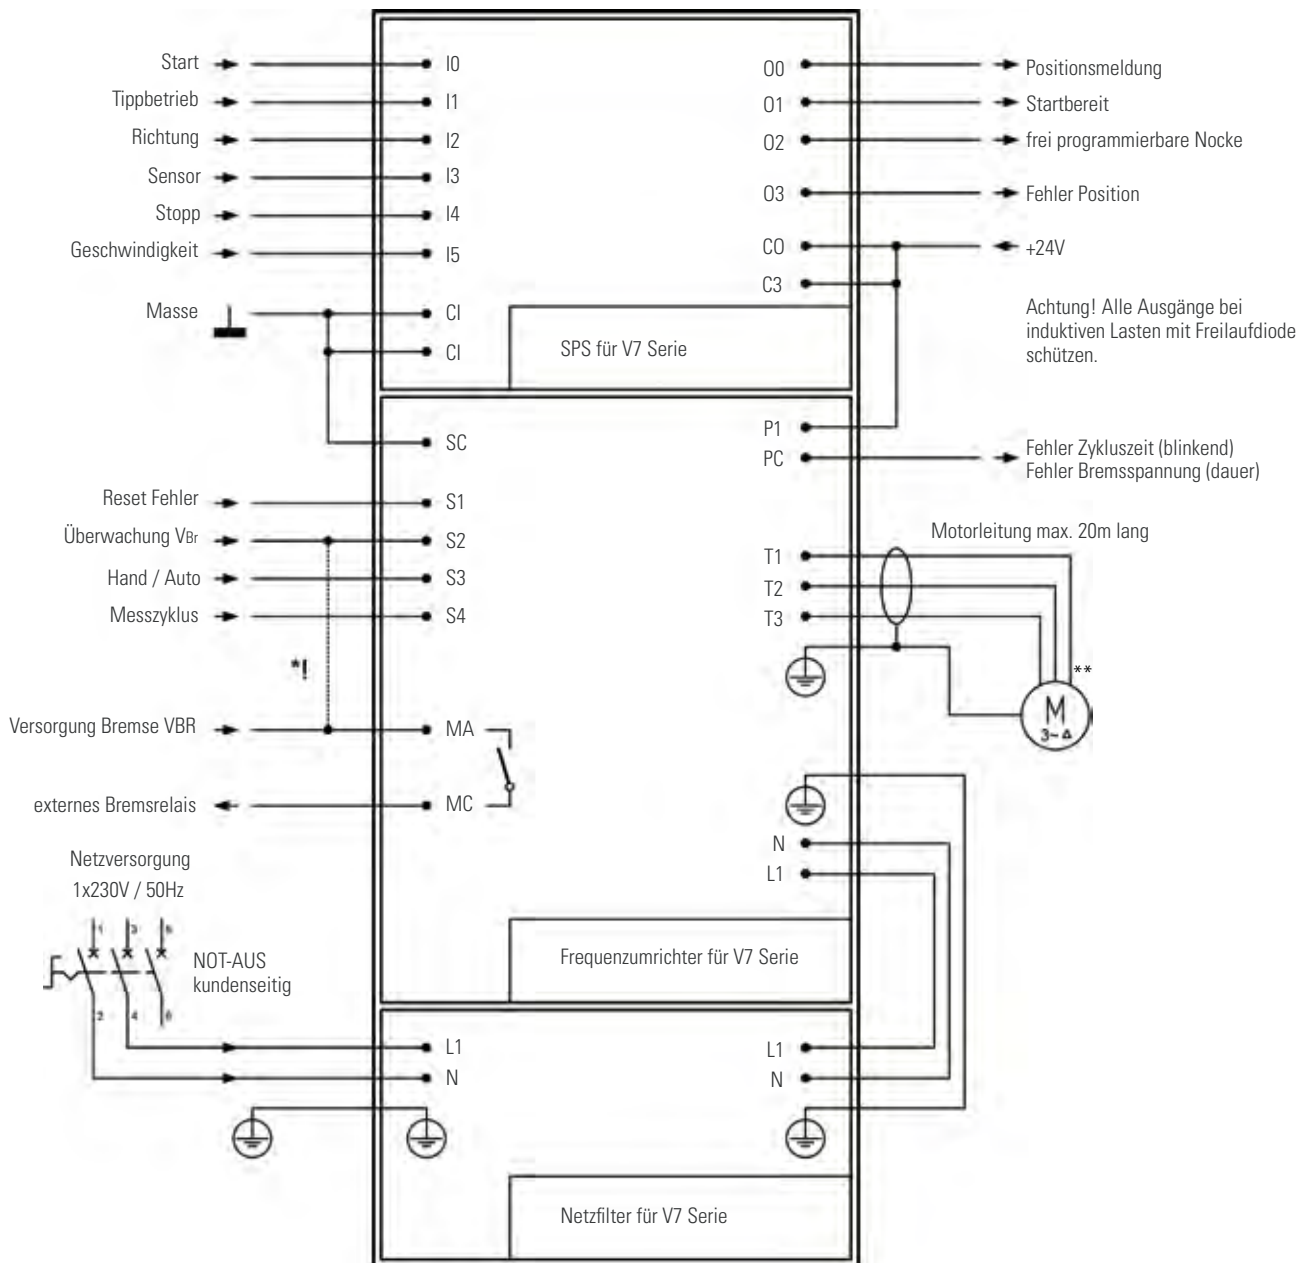 Start I0
Tippbetrieb I1
Richtung I2
Sensor I3
Stopp I4
Geschwindigkeit I5
Masse CI
CI
O0 Positionsmeldung
O1 Startbereit
O2 frei programmierbare Nocke
O3 Fehler Position
C0 +24V
C3
Achtung! Alle Ausgänge bei
induktiven Lasten mit Freilaufdiode
schützen.
SPS für V7 Serie
SC
Reset Fehler S1
Überwachung VBr S2
Hand / Auto S3
Messzyklus S4
*!
Versorgung Bremse VBR MA
externes Bremsrelais MC
P1
PC Fehler Zykluszeit (blinkend)
Fehler Bremsspannung (dauer)
Motorleitung max. 20m lang
T1
T2
T3
**
M
3~ Δ
N
L1
Netzversorgung
1x230V / 50Hz
1 3 5
NOT-AUS
kundenseitig
2 4 6
Frequenzumrichter für V7 Serie
L1 L1
N N
Netzfilter für V7 Serie